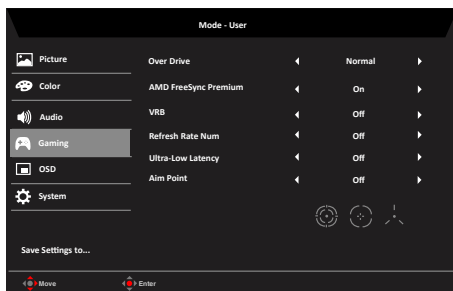 Mode - User
Picture
Color
Audio
Gaming
OSD
System
Save Settings to...
Over Drive Normal
AMD FreeSync Premium On
VRB Off
Refresh Rate Num Off
Ultra-Low Latency Off
Aim Point Off
Move Enter